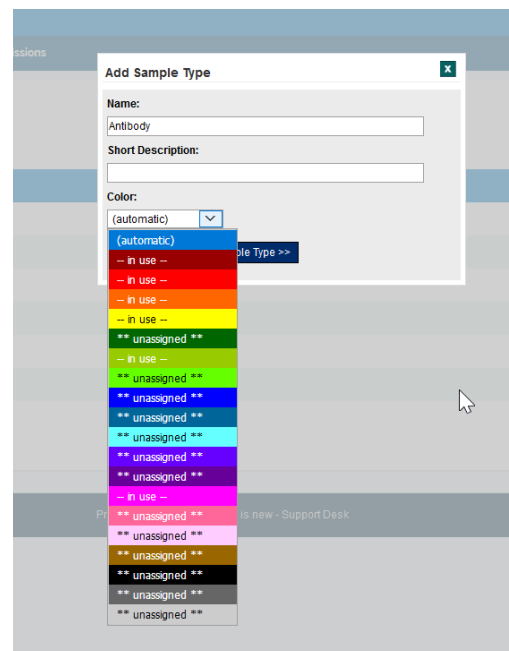 ssions
Add Sample Type
x
Name:
Antibody
Short Description:
Color:
(automatic)
(automatic)
ple Type >>
-- in use --
-- in use --
-- in use --
-- in use --
** unassigned **
-- in use --
** unassigned **
** unassigned **
** unassigned **
** unassigned **
** unassigned **
** unassigned **
-- in use --
** unassigned **
is new - Support Desk
** unassigned **
** unassigned **
** unassigned **
** unassigned **
** unassigned **